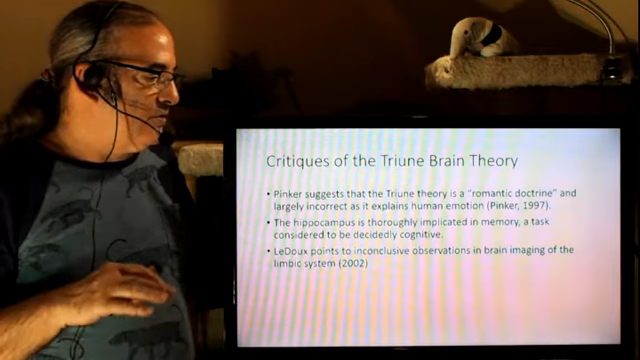 Critiques of the Triune Brain Theory
• Pinker suggests that the Triune theory is a “romantic doctrine” and
largely incorrect as it explains human emotion (Pinker, 1997).
• The hippocampus is thoroughly implicated in memory, a task
considered to be decidedly cognitive.
• LeDoux points to inconclusive observations in brain imaging of the
limbic system (2002)